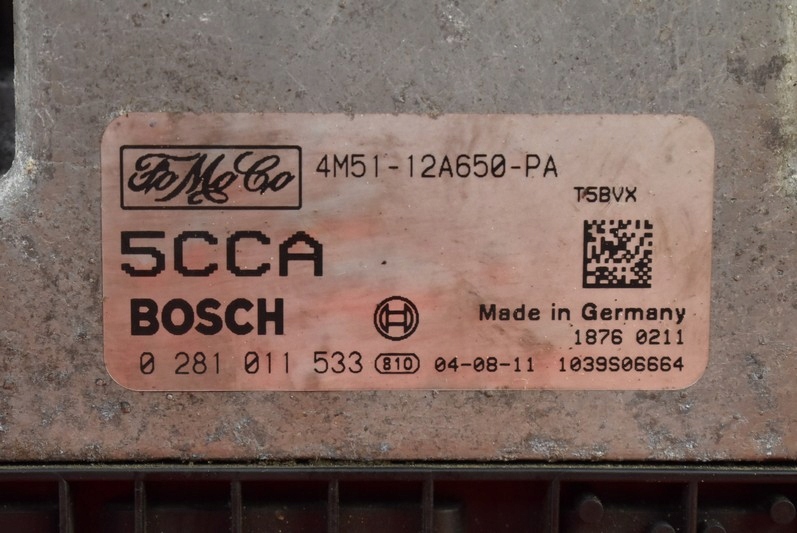 FoMoCo 4M51-12A650-PA
T5BVX
5CCA
BOSCH Made in Germany
1876 0211
0 281 011 533 810 04-08-11 1039S06664